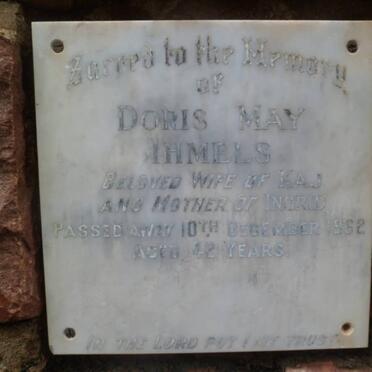 Sacred to the Memory
of
DORIS MAY
IHMELS
BELOVED WIFE OF KAJ
AND MOTHER OF INGRID
PASSED AWAY 10TH DECEMBER 1962
AGED 42 YEARS
IN THE LORD PUT I MY TRUST